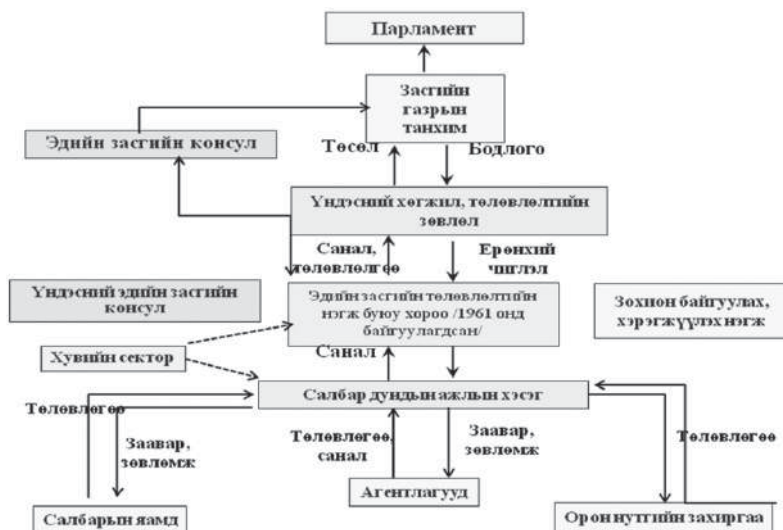 Парламент
Засгийн
газрын
танхим
Эдийн засгийн консул
Төсөл
Бодлого
Үндэсний хөгжил, төлөвлөлтийн
зөвлөл
Санал,
төлөвлөлгөө
Ерөнхий
чиглэл
Үндэсний эдийн засгийн
консул
Эдийн засгийн төлөвлөлтийн
нэгж буюу хороо /1961 онд
байгуулагдсан/
Зохион байгуулах,
хэрэгжүүлэх нэгж
Хувийн сектор
Санал
Салбар дундын ажлын хэсэг
Төлөвлөгөө
Заавар,
зөвлөмж
Төлөвлөгөө,
санал
Заавар,
зөвлөмж
Төлөвлөгөө
Салбарын яамд
Агентлагууд
Орон нутгийн захиргаа